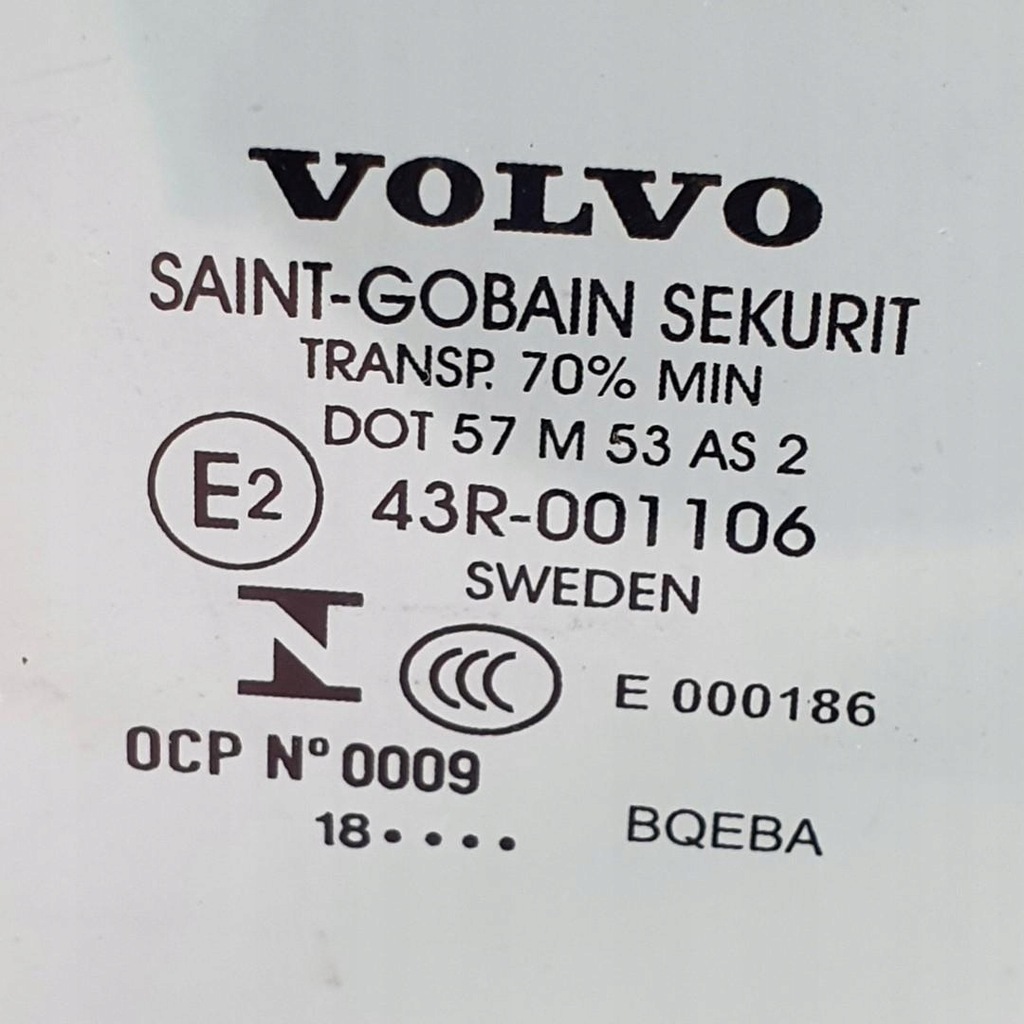 VOLVO
SAINT-GOBAIN SEKURIT
TRANSP. 70% MIN
DOT 57 M 53 AS 2
E2 43R-001106
SWEDEN
CCC E 000186
OCP Nº 0009
18 • • • • BQEBA